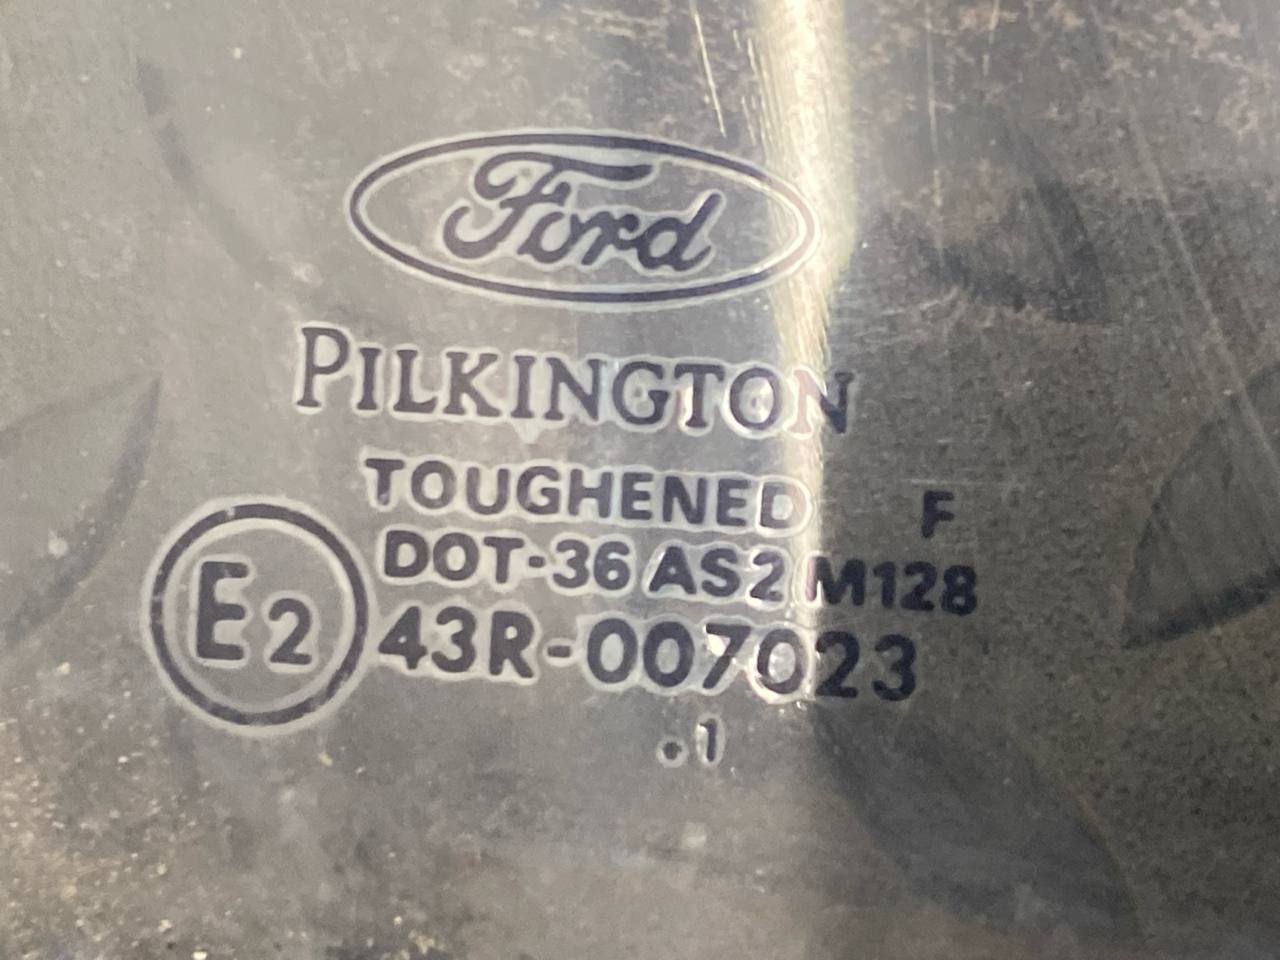 Ford
PILKINGTON
TOUGHENED F
DOT-36 AS2 M128
E2 43R-007023
.1